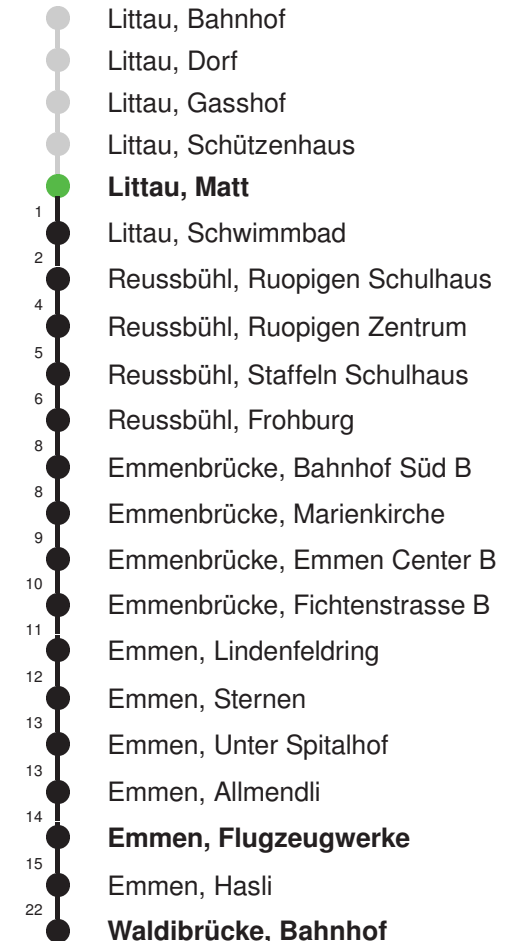 Littau, Bahnhof
Littau, Dorf
Littau, Gasshof
Littau, Schützenhaus
Littau, Matt
1
Littau, Schwimmbad
2
Reussbühl, Ruopigen Schulhaus
4
Reussbühl, Ruopigen Zentrum
5
Reussbühl, Staffeln Schulhaus
6
Reussbühl, Frohburg
8
Emmenbrücke, Bahnhof Süd B
8
Emmenbrücke, Marienkirche
9
Emmenbrücke, Emmen Center B
10
Emmenbrücke, Fichtenstrasse B
11
Emmen, Lindenfeldring
12
Emmen, Sternen
13
Emmen, Unter Spitalhof
13
Emmen, Allmendli
14
Emmen, Flugzeugwerke
15
Emmen, Hasli
22
Waldibrücke, Bahnhof